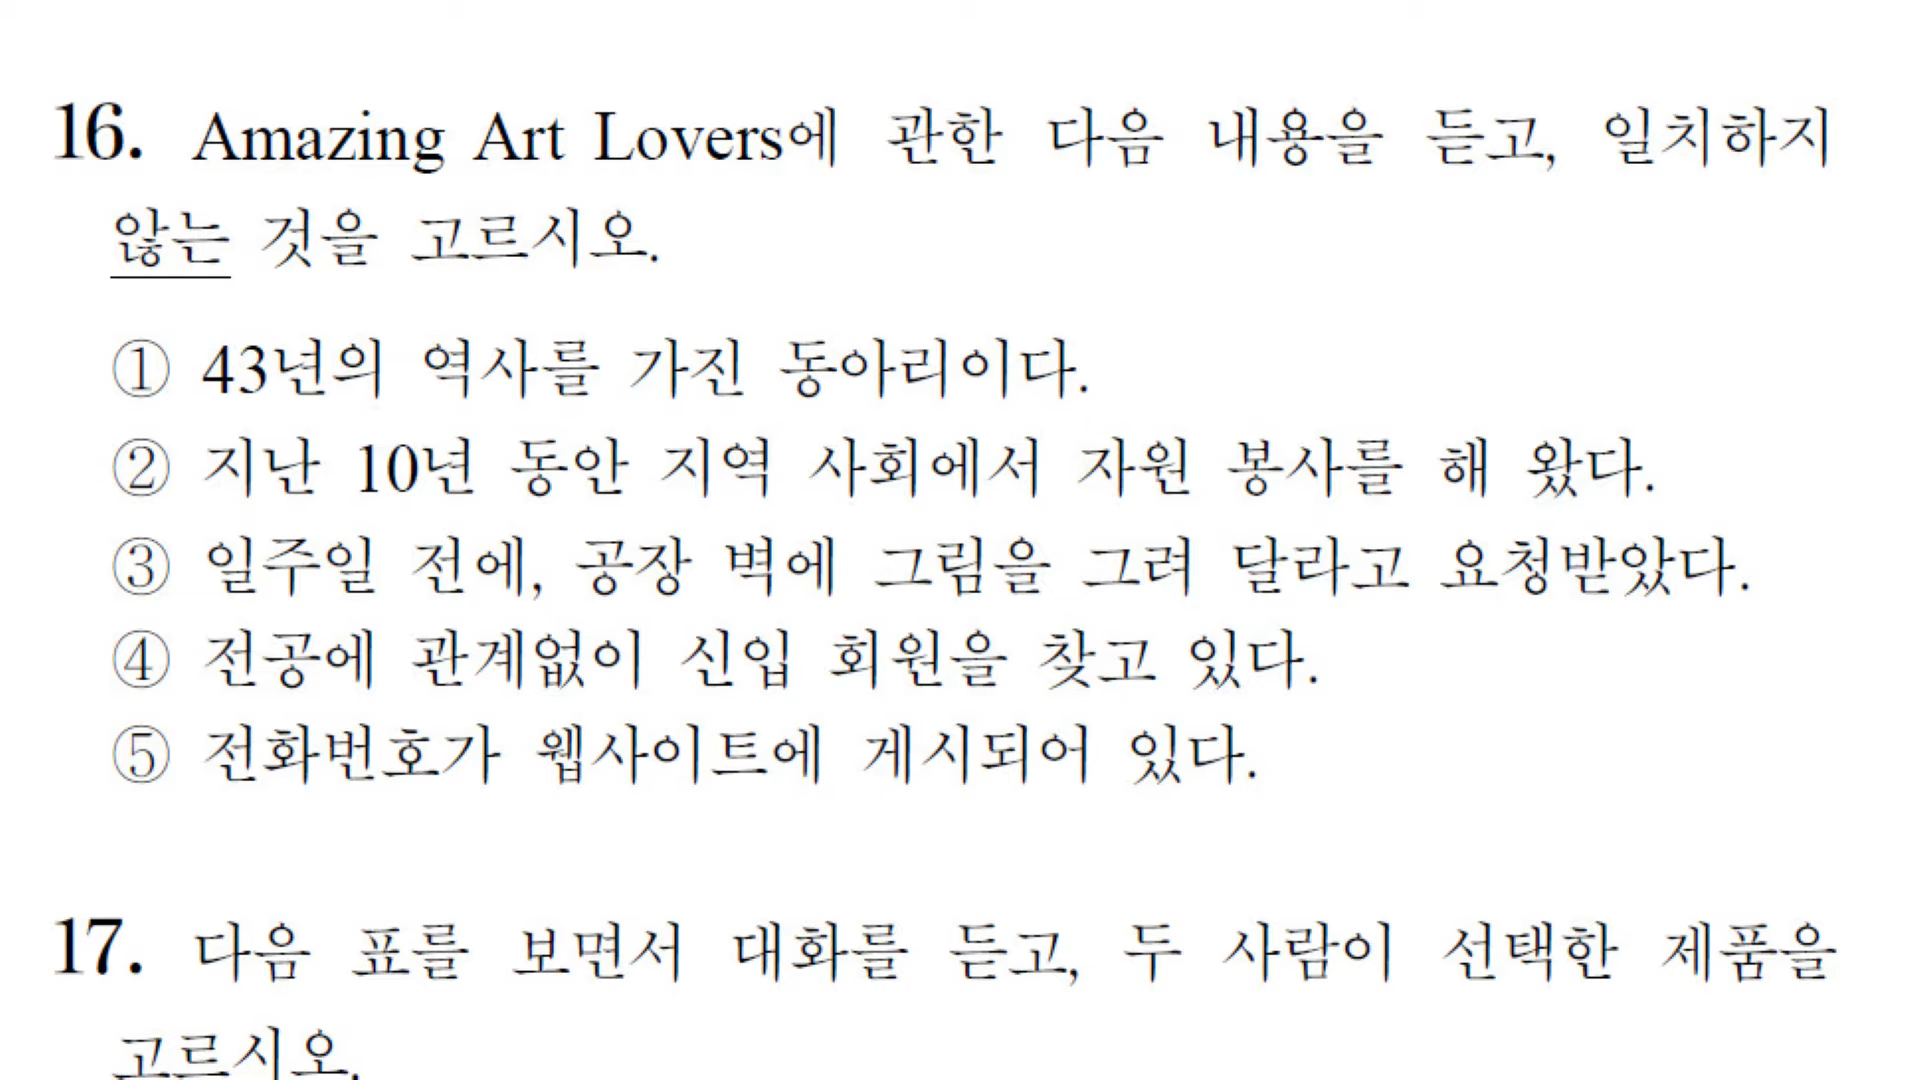 16. Amazing Art Lovers에 관한 다음 내용을 듣고, 일치하지
않는 것을 고르시오.
① 43년의 역사를 가진 동아리이다.
② 지난 10년 동안 지역 사회에서 자원 봉사를 해 왔다.
③ 일주일 전에, 공장 벽에 그림을 그려 달라고 요청받았다.
④ 전공에 관계없이 신입 회원을 찾고 있다.
⑤ 전화번호가 웹사이트에 게시되어 있다.
17. 다음 표를 보면서 대화를 듣고, 두 사람이 선택한 제품을
고르시오.